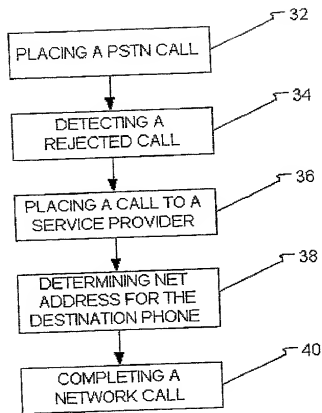 32
PLACING A PSTN CALL
34
DETECTING A
REJECTED CALL
36
PLACING A CALL TO A
SERVICE PROVIDER
38
DETERMINING NET
ADDRESS FOR THE
DESTINATION PHONE
40
COMPLETING A
NETWORK CALL